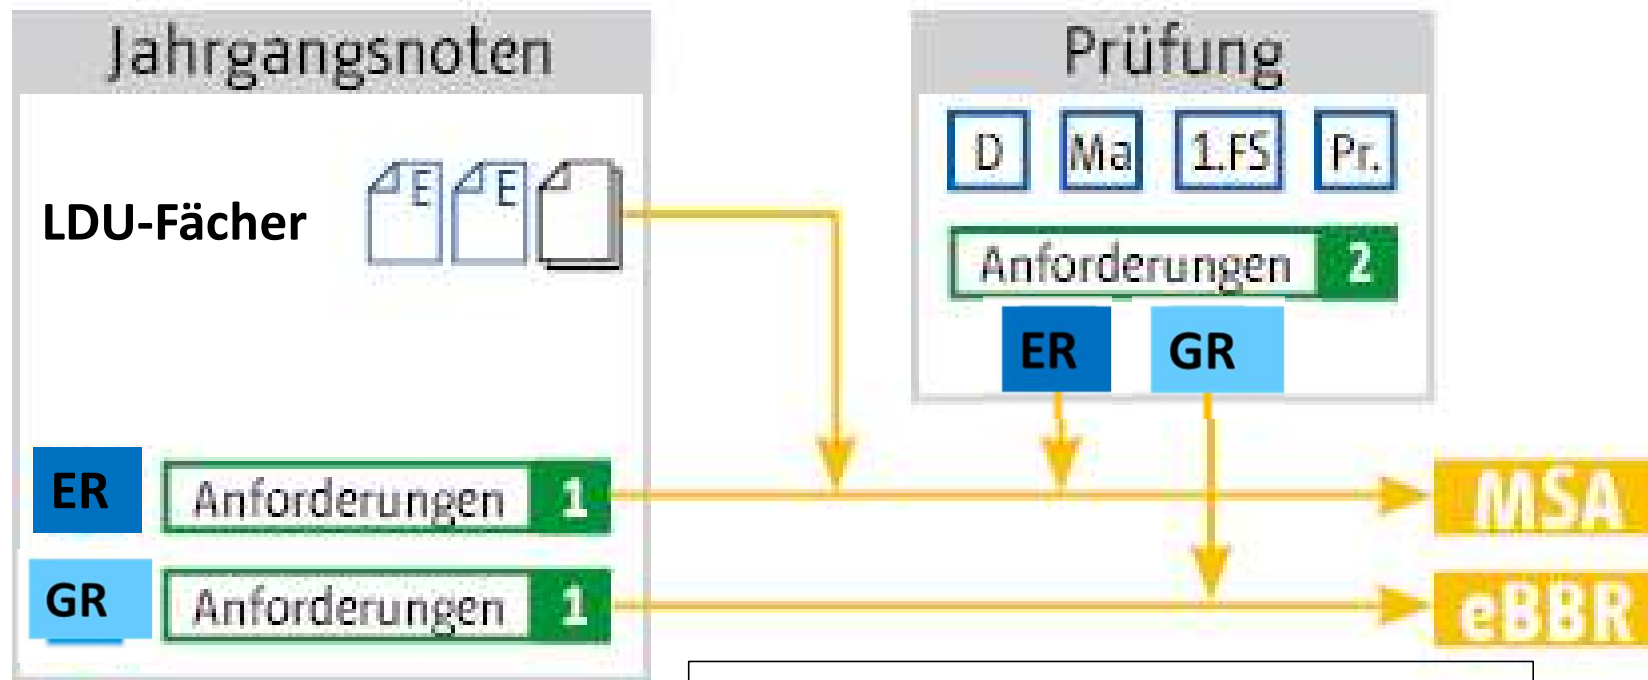 Jahrgangsnoten
LDU-Fächer E E
ER Anforderungen 1
GR Anforderungen 1
Prüfung
D Ma 1.FS Pr.
Anforderungen 2
ER GR
MSA
eBBR